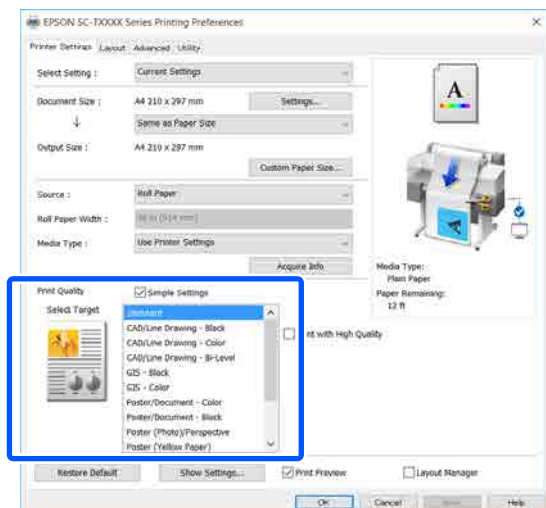 EPSON SC-TXXXX Series Printing Preferences
Printer Settings Layout Advanced Utility
Select Setting : Current Settings
Document Size : A4 210 x 297 mm Settings...
Same as Paper Size
Output Size : A4 210 x 297 mm
Custom Paper Size...
Source : Roll Paper
Roll Paper Width :
Media Type : Use Printer Settings
Acquire Info
A
Media Type:
Plain Paper
Paper Remaining:
12 ft
Print Quality Simple Settings
Select Target
Standard
CAD/Line Drawing - Black
CAD/Line Drawing - Color
CAD/Line Drawing - Bi-Level
GIS - Black
GIS - Color
Poster/Document - Color
Poster/Document - Black
Poster (Photo)/Perspective
Poster (Yellow Paper)
nt with High Quality
Restore Default Show Settings... Print Preview Layout Manager
OK Cancel Help